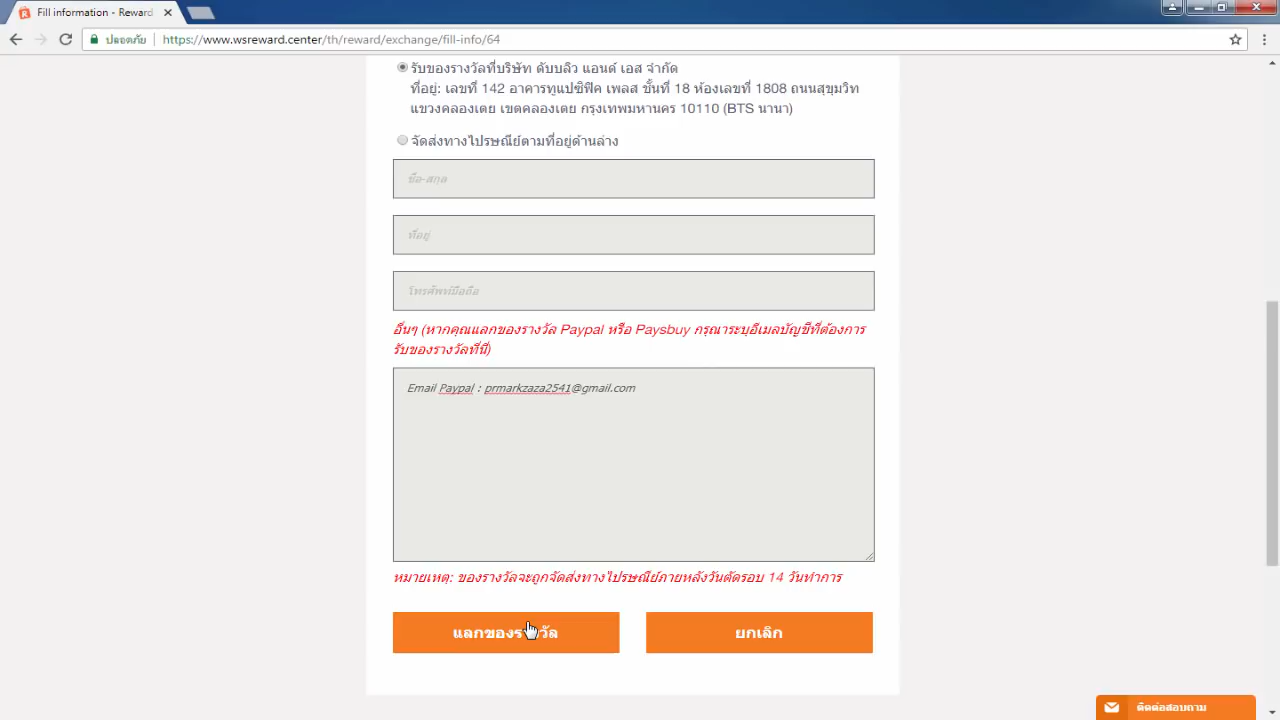 Fill information - Reward
ปลอดภัย
https://www.wsreward.center/th/reward/exchange/fill-info/64
รับของรางวัลที่บริษัท ดับบลิว แอนด์ เอส จำกัด
ที่อยู่: เลขที่ 142 อาคารทูแปซิฟิค เพลส ชั้นที่ 18 ห้องเลขที่ 1808 ถนนสุขุมวิท
แขวงคลองเตย เขตคลองเตย กรุงเทพมหานคร 10110 (BTS นานา)
จัดส่งทางไปรษณีย์ตามที่อยู่ด้านล่าง
ชื่อ-สกุล
ที่อยู่
โทรศัพท์มือถือ
อื่นๆ (หากคุณแลกของรางวัล Paypal หรือ Paysbuy กรุณาระบุอีเมลบัญชีที่ต้องการ
รับของรางวัลที่นี่)
Email Paypal : prmarkzaza2541@gmail.com
หมายเหตุ: ของรางวัลจะถูกจัดส่งทางไปรษณีย์ภายหลังวันตัดรอบ 14 วันทำการ
แลกของรางวัล
ยกเลิก
ติดต่อสอบถาม